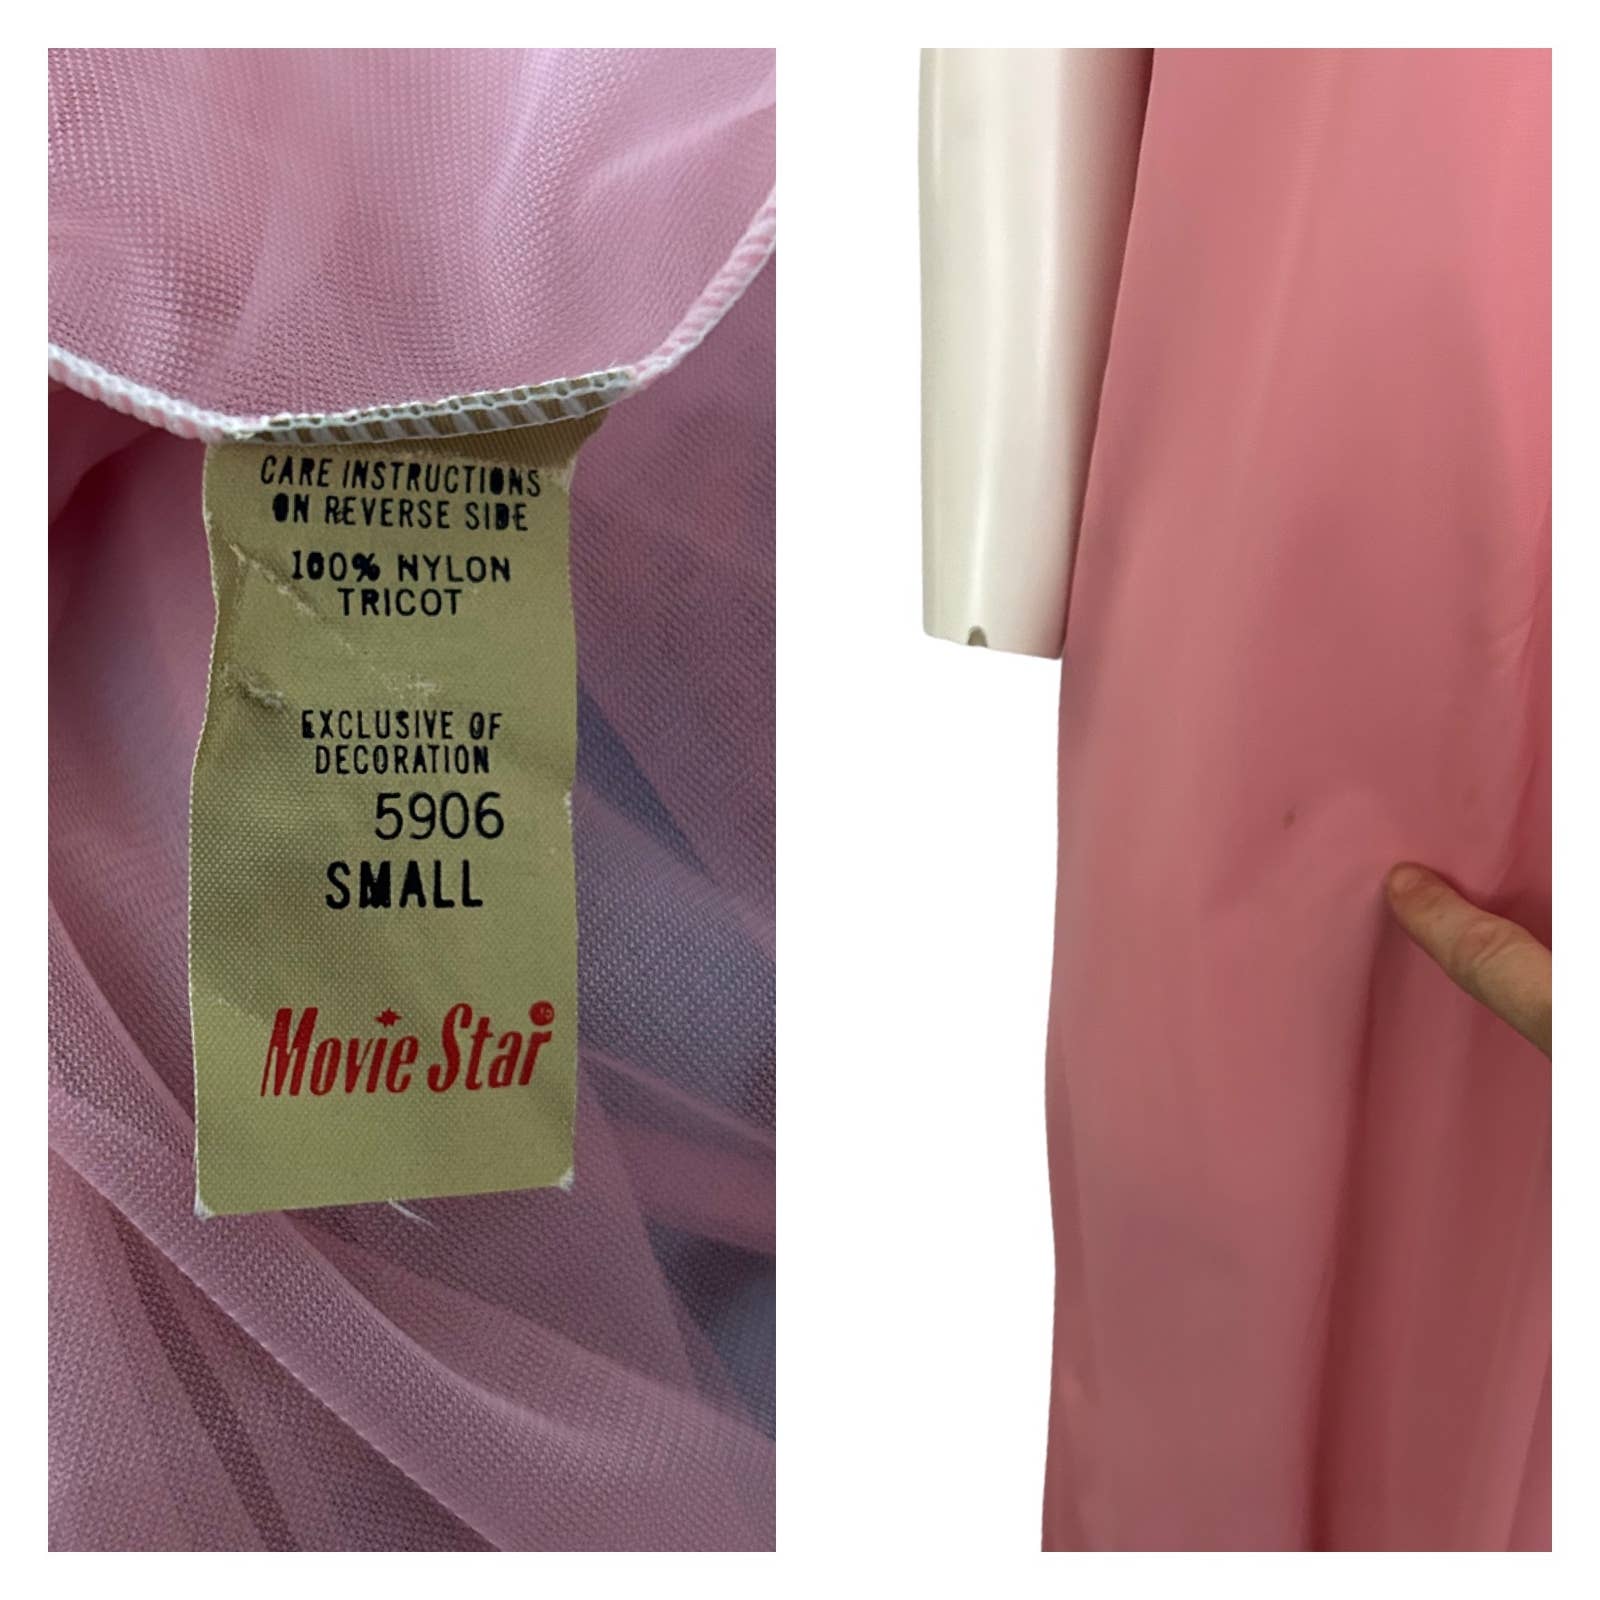 CARE INSTRUCTIONS
ON REVERSE SIDE
100% NYLON
TRICOT
EXCLUSIVE OF
DECORATION
5906
SMALL
Movie Star®